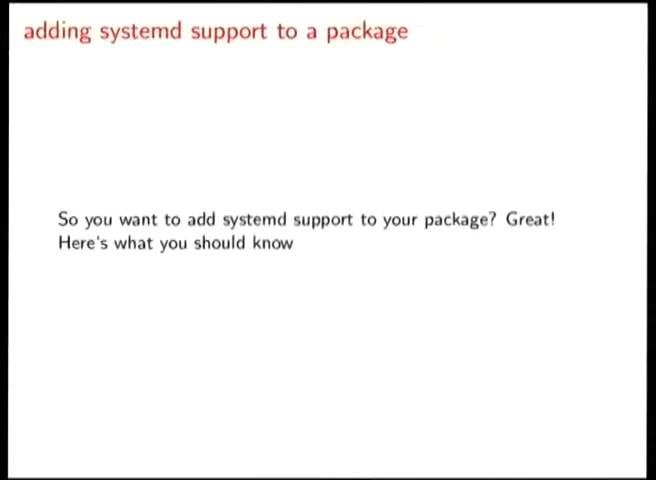 adding systemd support to a package
So you want to add systemd support to your package? Great!
Here's what you should know